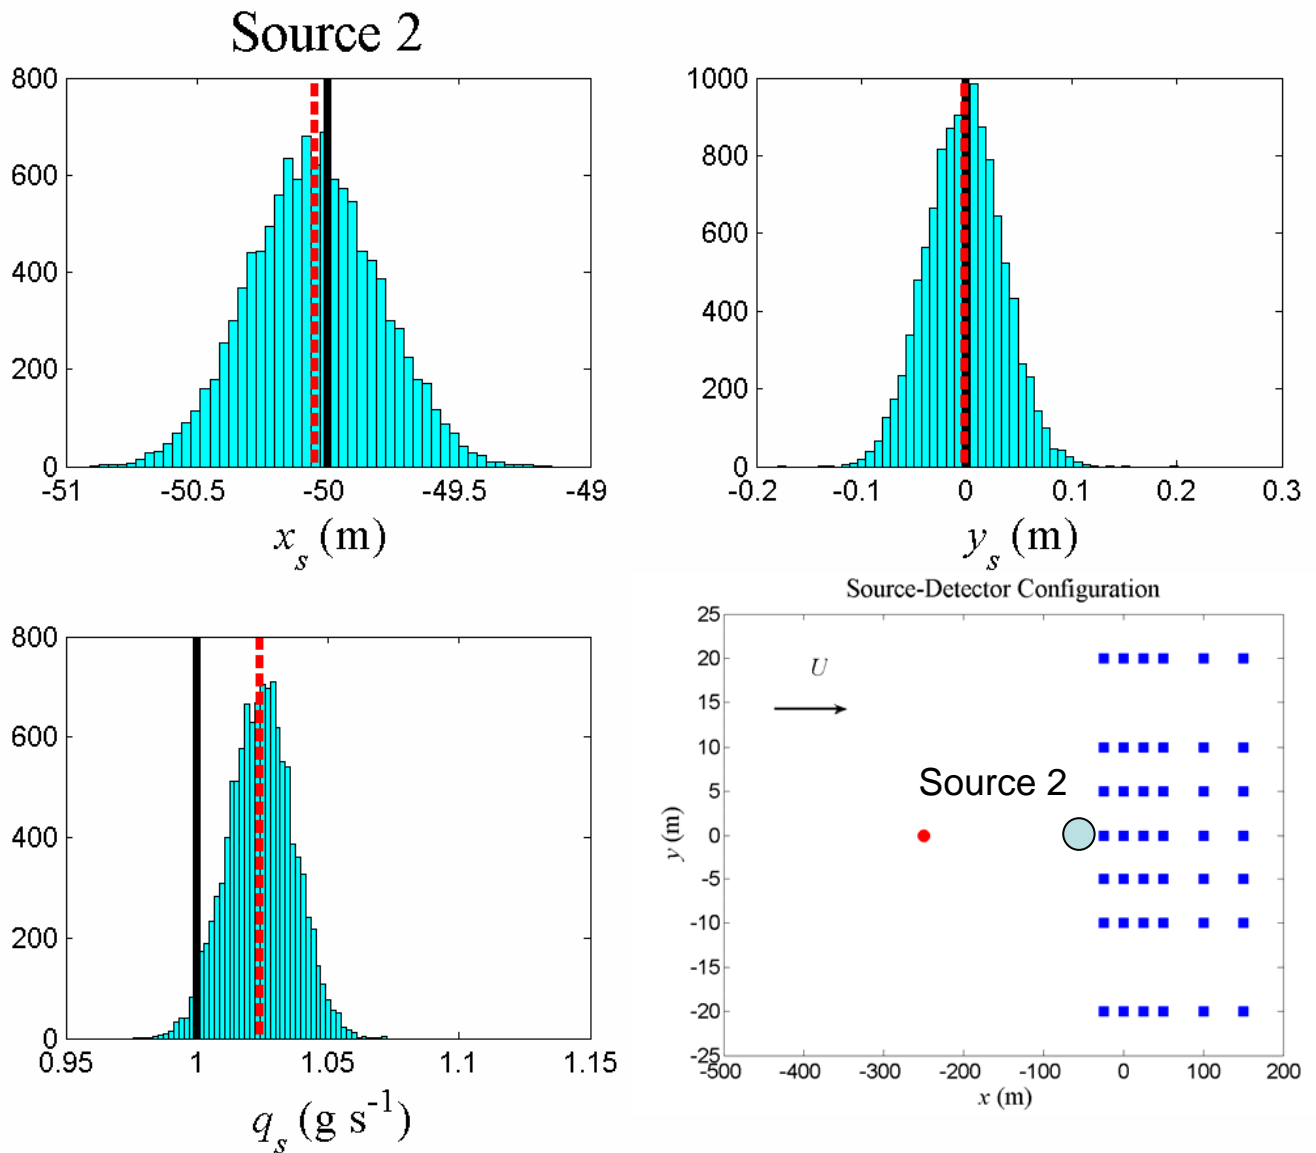 Source 2
800
600
400
200
0
-51 -50.5 -50 -49.5 -49
x_s (m)
1000
800
600
400
200
0
-0.2 -0.1 0 0.1 0.2 0.3
y_s (m)
800
600
400
200
0
0.95 1 1.05 1.1 1.15
q_s (g s^-1)
Source-Detector Configuration
25
20
15
10
5
0
-5
-10
-15
-20
-25
y (m)
U
Source 2
-500 -400 -300 -200 -100 0 100 200
x (m)